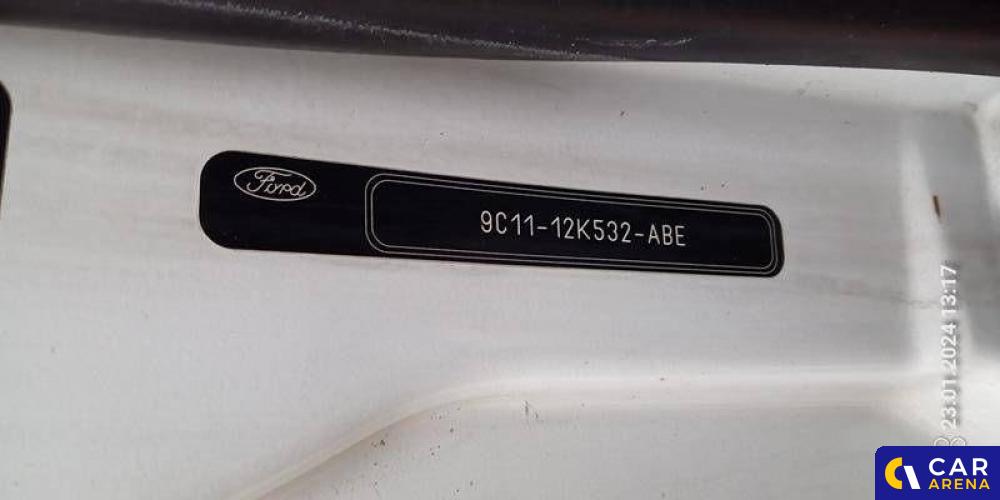 Ford
9C11-12K532-ABE
23.01.2024 13:17
CAR
ARENA